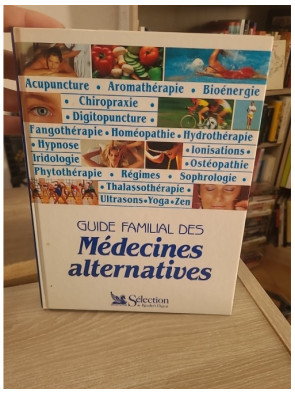 Acupuncture • Aromathérapie • Bioénergie
• Chiropraxie •
• Digitopuncture •
Fangothérapie • Homéopathie • Hydrothérapie
• Hypnose
• Ionisations •
Iridologie
• Ostéopathie
Phytothérapie • Régimes • Sophrologie •
• Thalassothérapie •
Ultrasons • Yoga • Zen
GUIDE FAMILIAL DES
Médecines
alternatives
Sélection
du Reader's Digest